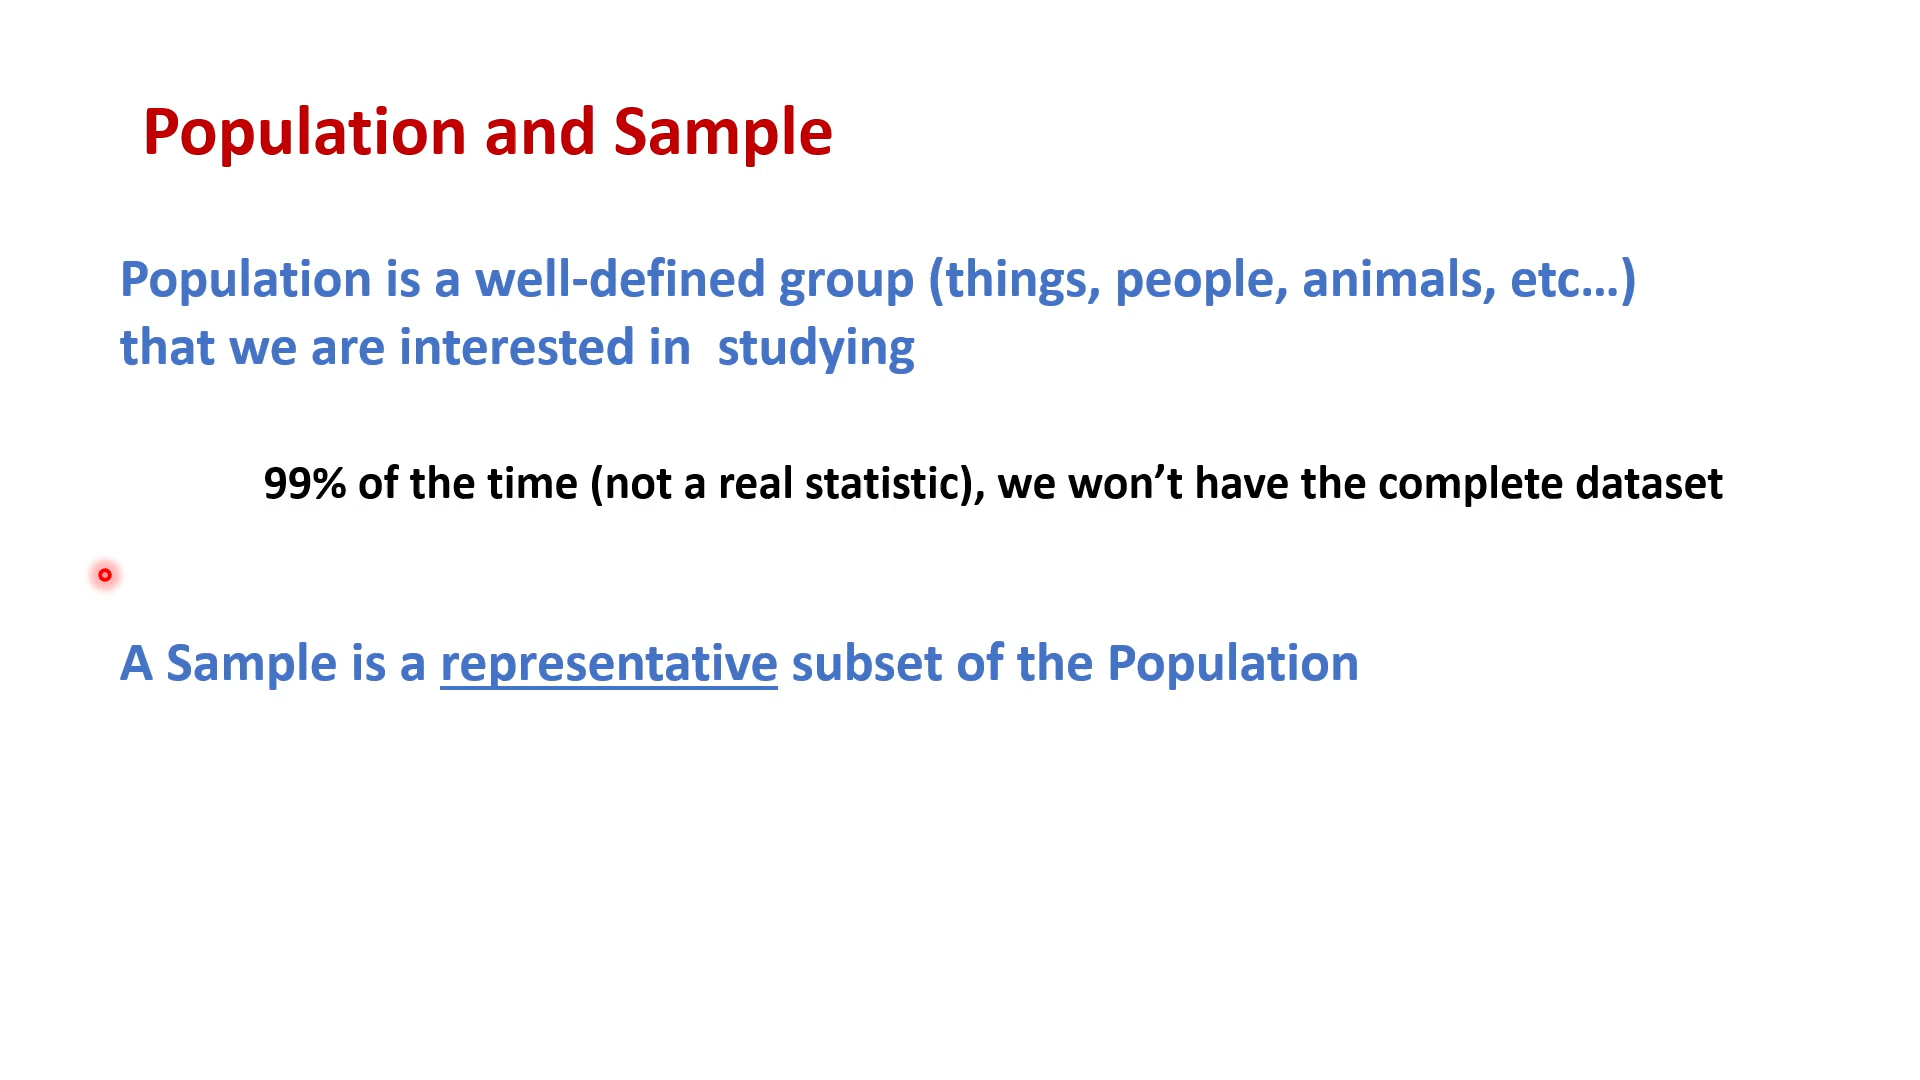 Population and Sample
Population is a well-defined group (things, people, animals, etc...)
that we are interested in  studying
99% of the time (not a real statistic), we won’t have the complete dataset
A Sample is a representative subset of the Population